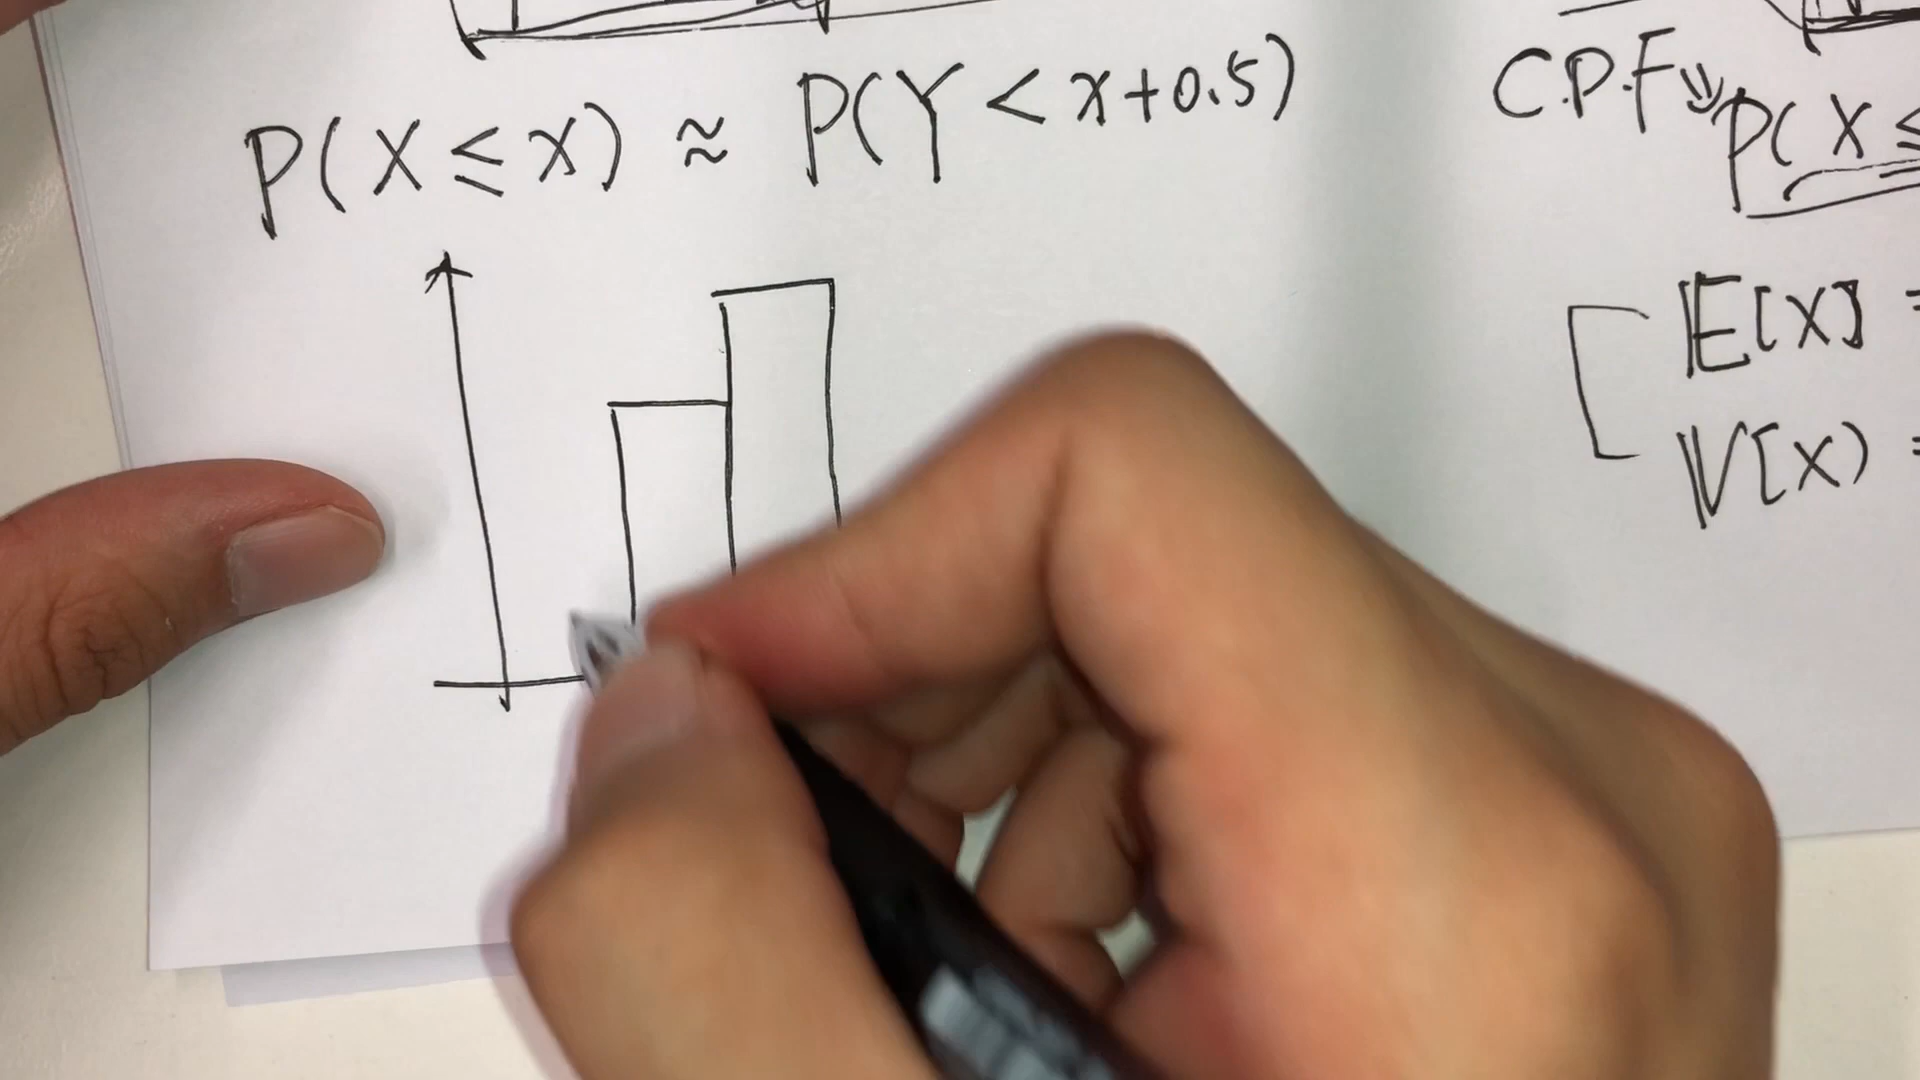 P(X ≤ x) ≈ P(Y < x+0.5)
C.P.F
P(X ≤
E[X] =
V[X) =